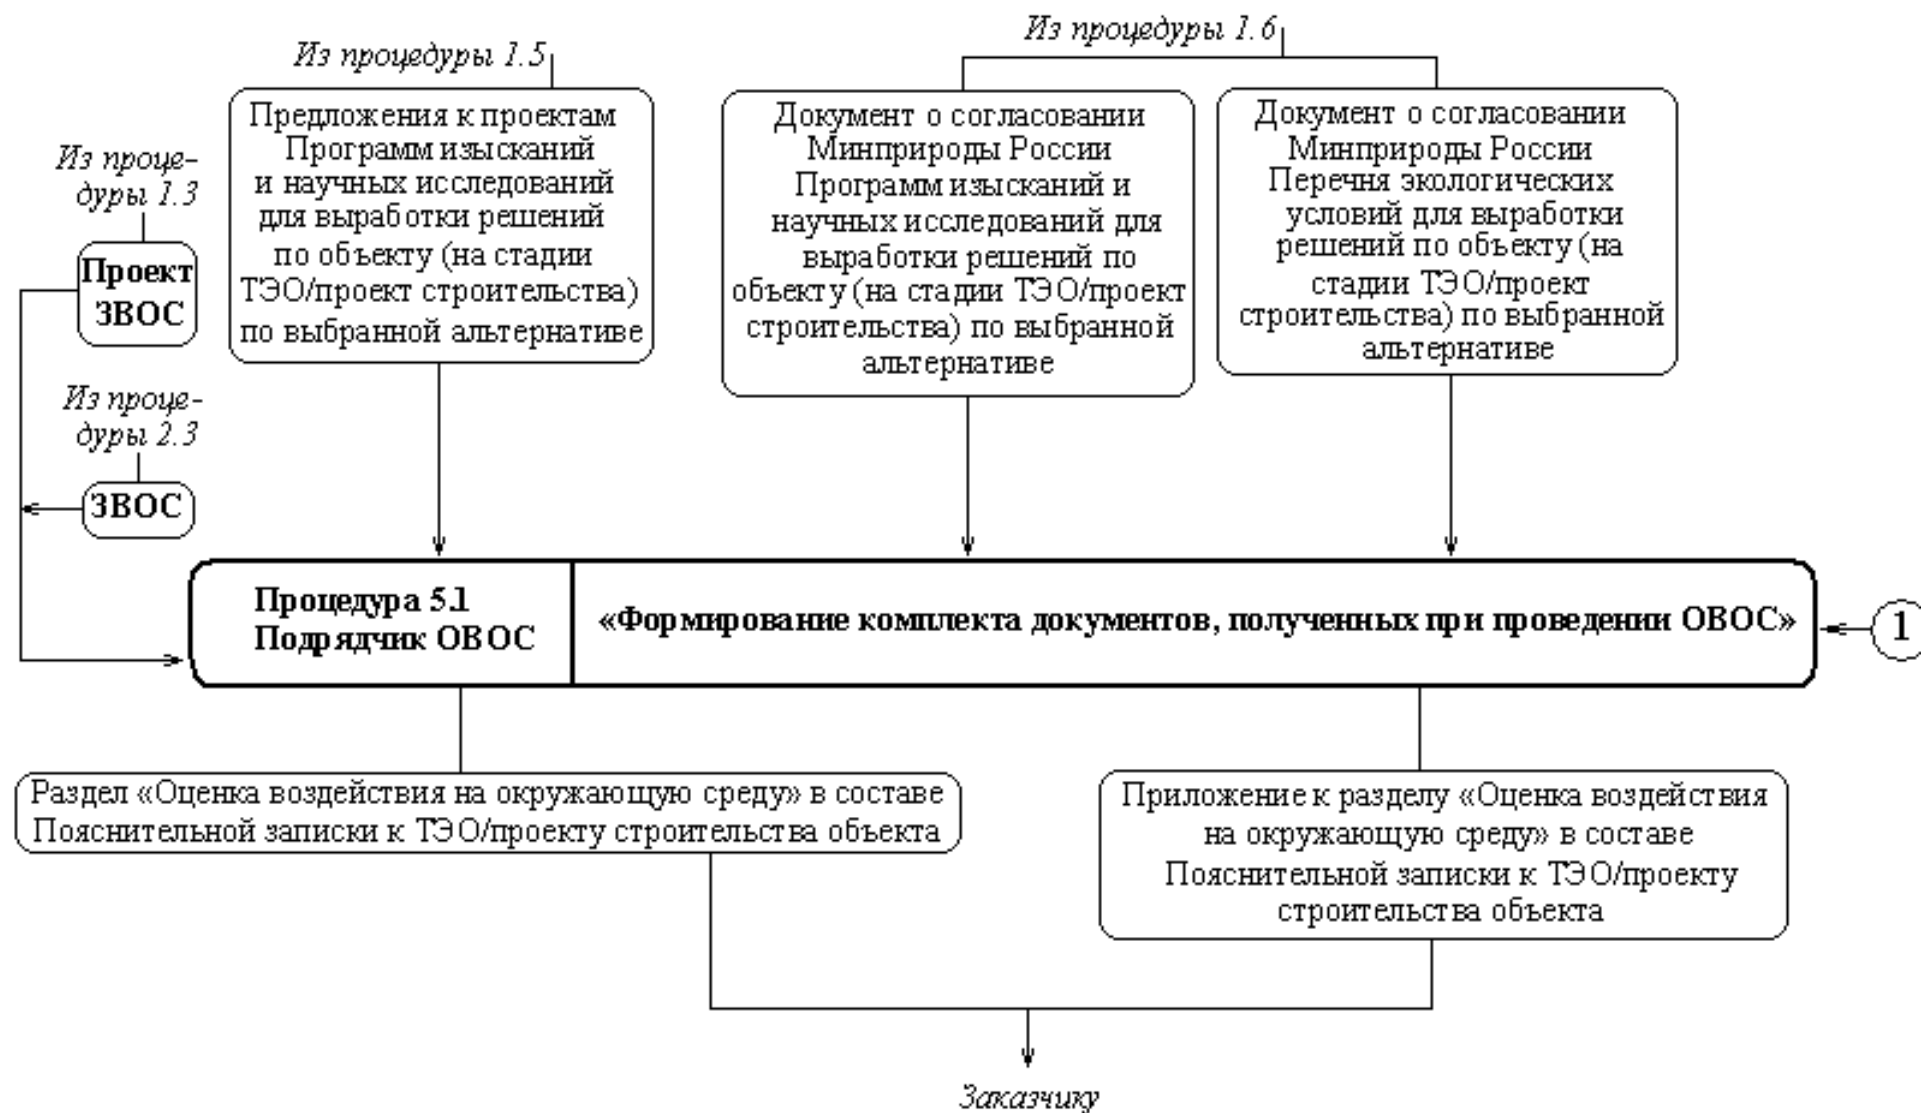 Из процедуры 1.5
Из процедуры 1.6
Предложения к проектам
Программ изысканий
и научных исследований
для выработки решений
по объекту (на стадии
ТЭО/проект строительства)
по выбранной альтернативе
Документ о согласовании
Минприроды России
Программ изысканий и
научных исследований для
выработки решений по
объекту (на стадии ТЭО/проект
строительства) по выбранной
альтернативе
Документ о согласовании
Минприроды России
Перечня экологических
условий для выработки
решений по объекту (на
стадии ТЭО/проект
строительства) по выбранной
альтернативе
Из проце-
дуры 1.3
Проект
ЗВОС
Из проце-
дуры 2.3
ЗВОС
Процедура 5.1
Подрядчик ОВОС
«Формирование комплекта документов, полученных при проведении ОВОС»
1
Раздел «Оценка воздействия на окружающую среду» в составе
Пояснительной записки к ТЭО/проекту строительства объекта
Приложение к разделу «Оценка воздействия
на окружающую среду» в составе
Пояснительной записки к ТЭО/проекту
строительства объекта
Заказчику